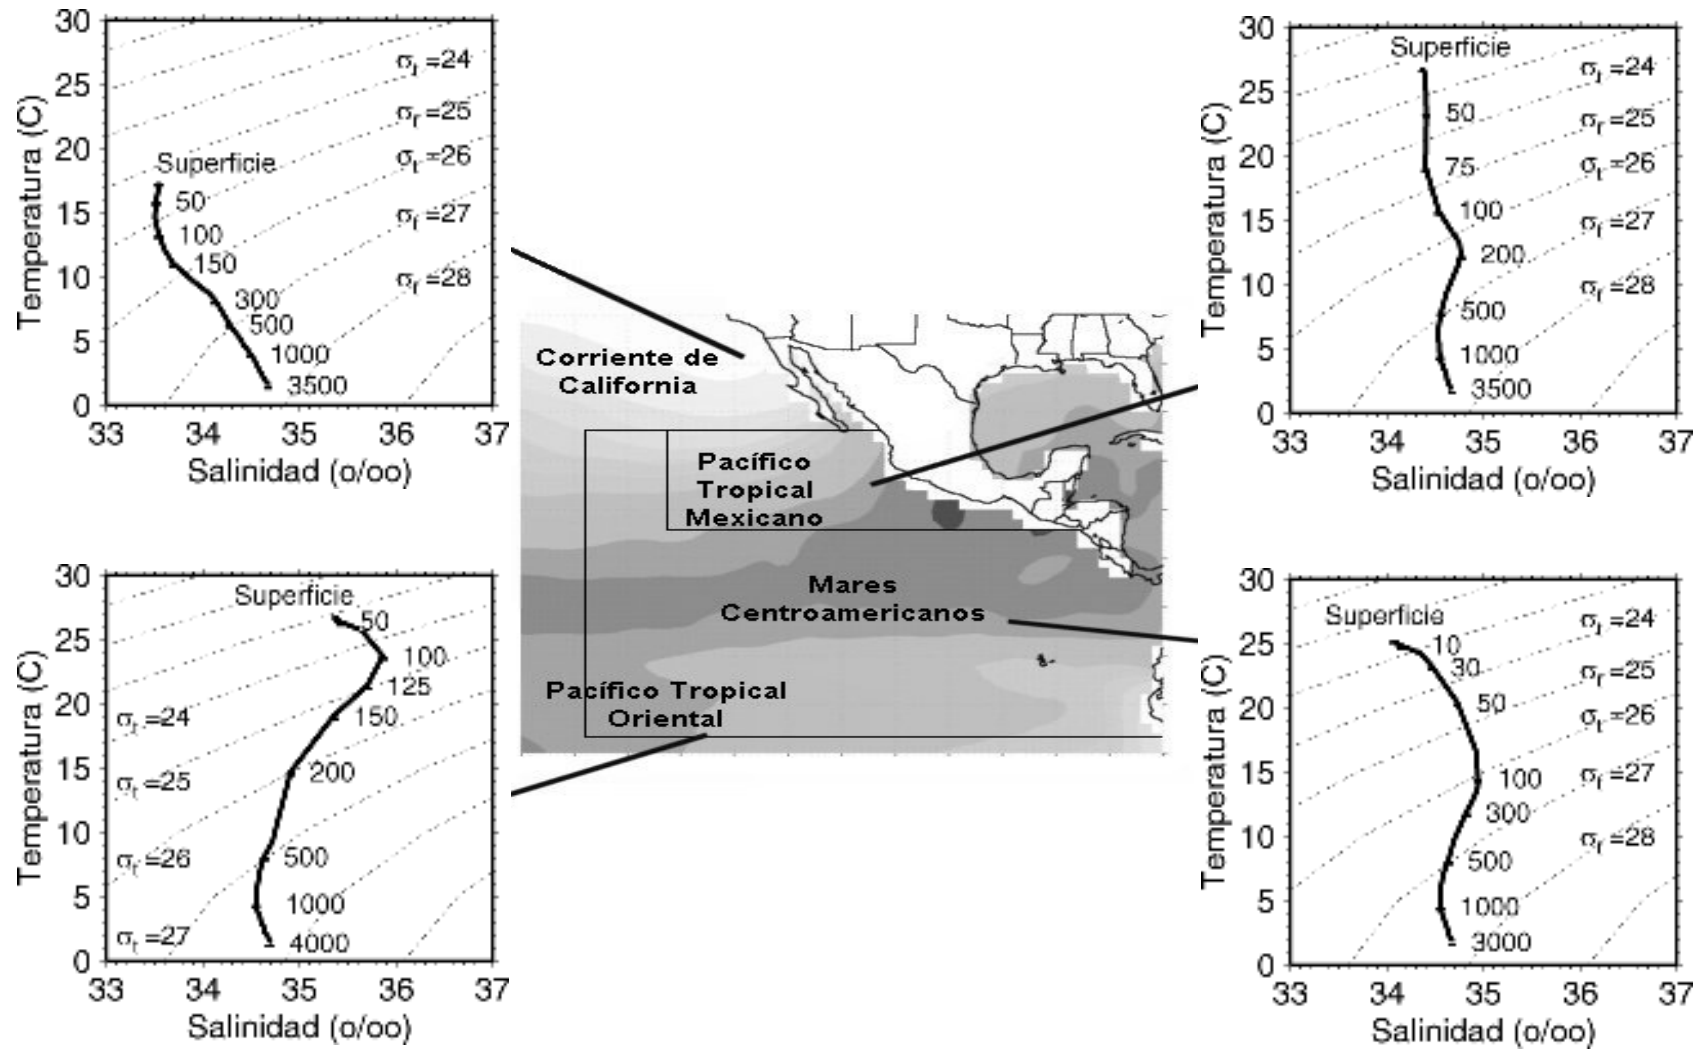 30
25
20
15
10
5
0
Temperatura (C)
σt =24
σt =25
σt =26
σt =27
σt =28
Superficie
50
100
150
300
500
1000
3500
33
34
35
36
37
Salinidad (o/oo)
30
25
20
15
10
5
0
Temperatura (C)
Superficie
σt =24
σt =25
σt =26
σt =27
σt =28
50
75
100
200
500
1000
3500
33
34
35
36
37
Salinidad (o/oo)
Corriente de
California
Pacífico
Tropical
Mexicano
Mares
Centroamericanos
Pacífico Tropical
Oriental
30
25
20
15
10
5
0
Temperatura (C)
Superficie
50
100
125
150
200
500
1000
4000
σt =24
σt =25
σt =26
σt =27
33
34
35
36
37
Salinidad (o/oo)
30
25
20
15
10
5
0
Temperatura (C)
Superficie
σt =24
σt =25
σt =26
σt =27
σt =28
10
30
50
100
300
500
1000
3000
33
34
35
36
37
Salinidad (o/oo)